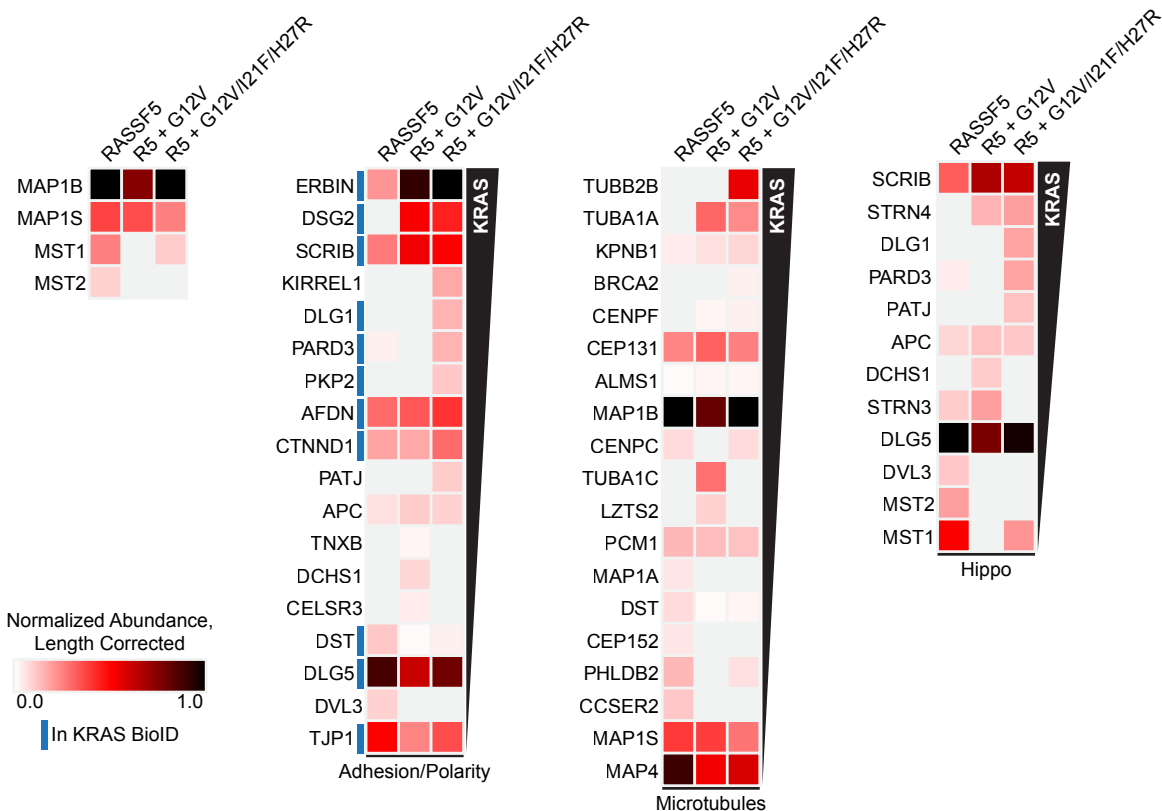 RASSF5
R5 + G12V
R5 + G12V/I21F/H27R
MAP1B
MAP1S
MST1
MST2
Normalized Abundance,
Length Corrected
0.0 1.0
In KRAS BioID
RASSF5
R5 + G12V
R5 + G12V/I21F/H27R
KRAS
ERBIN
DSG2
SCRIB
KIRREL1
DLG1
PARD3
PKP2
AFDN
CTNND1
PATJ
APC
TNXB
DCHS1
CELSR3
DST
DLG5
DVL3
TJP1
Adhesion/Polarity
RASSF5
R5 + G12V
R5 + G12V/I21F/H27R
KRAS
TUBB2B
TUBA1A
KPNB1
BRCA2
CENPF
CEP131
ALMS1
MAP1B
CENPC
TUBA1C
LZTS2
PCM1
MAP1A
DST
CEP152
PHLDB2
CCSER2
MAP1S
MAP4
Microtubules
RASSF5
R5 + G12V
R5 + G12V/I21F/H27R
KRAS
SCRIB
STRN4
DLG1
PARD3
PATJ
APC
DCHS1
STRN3
DLG5
DVL3
MST2
MST1
Hippo